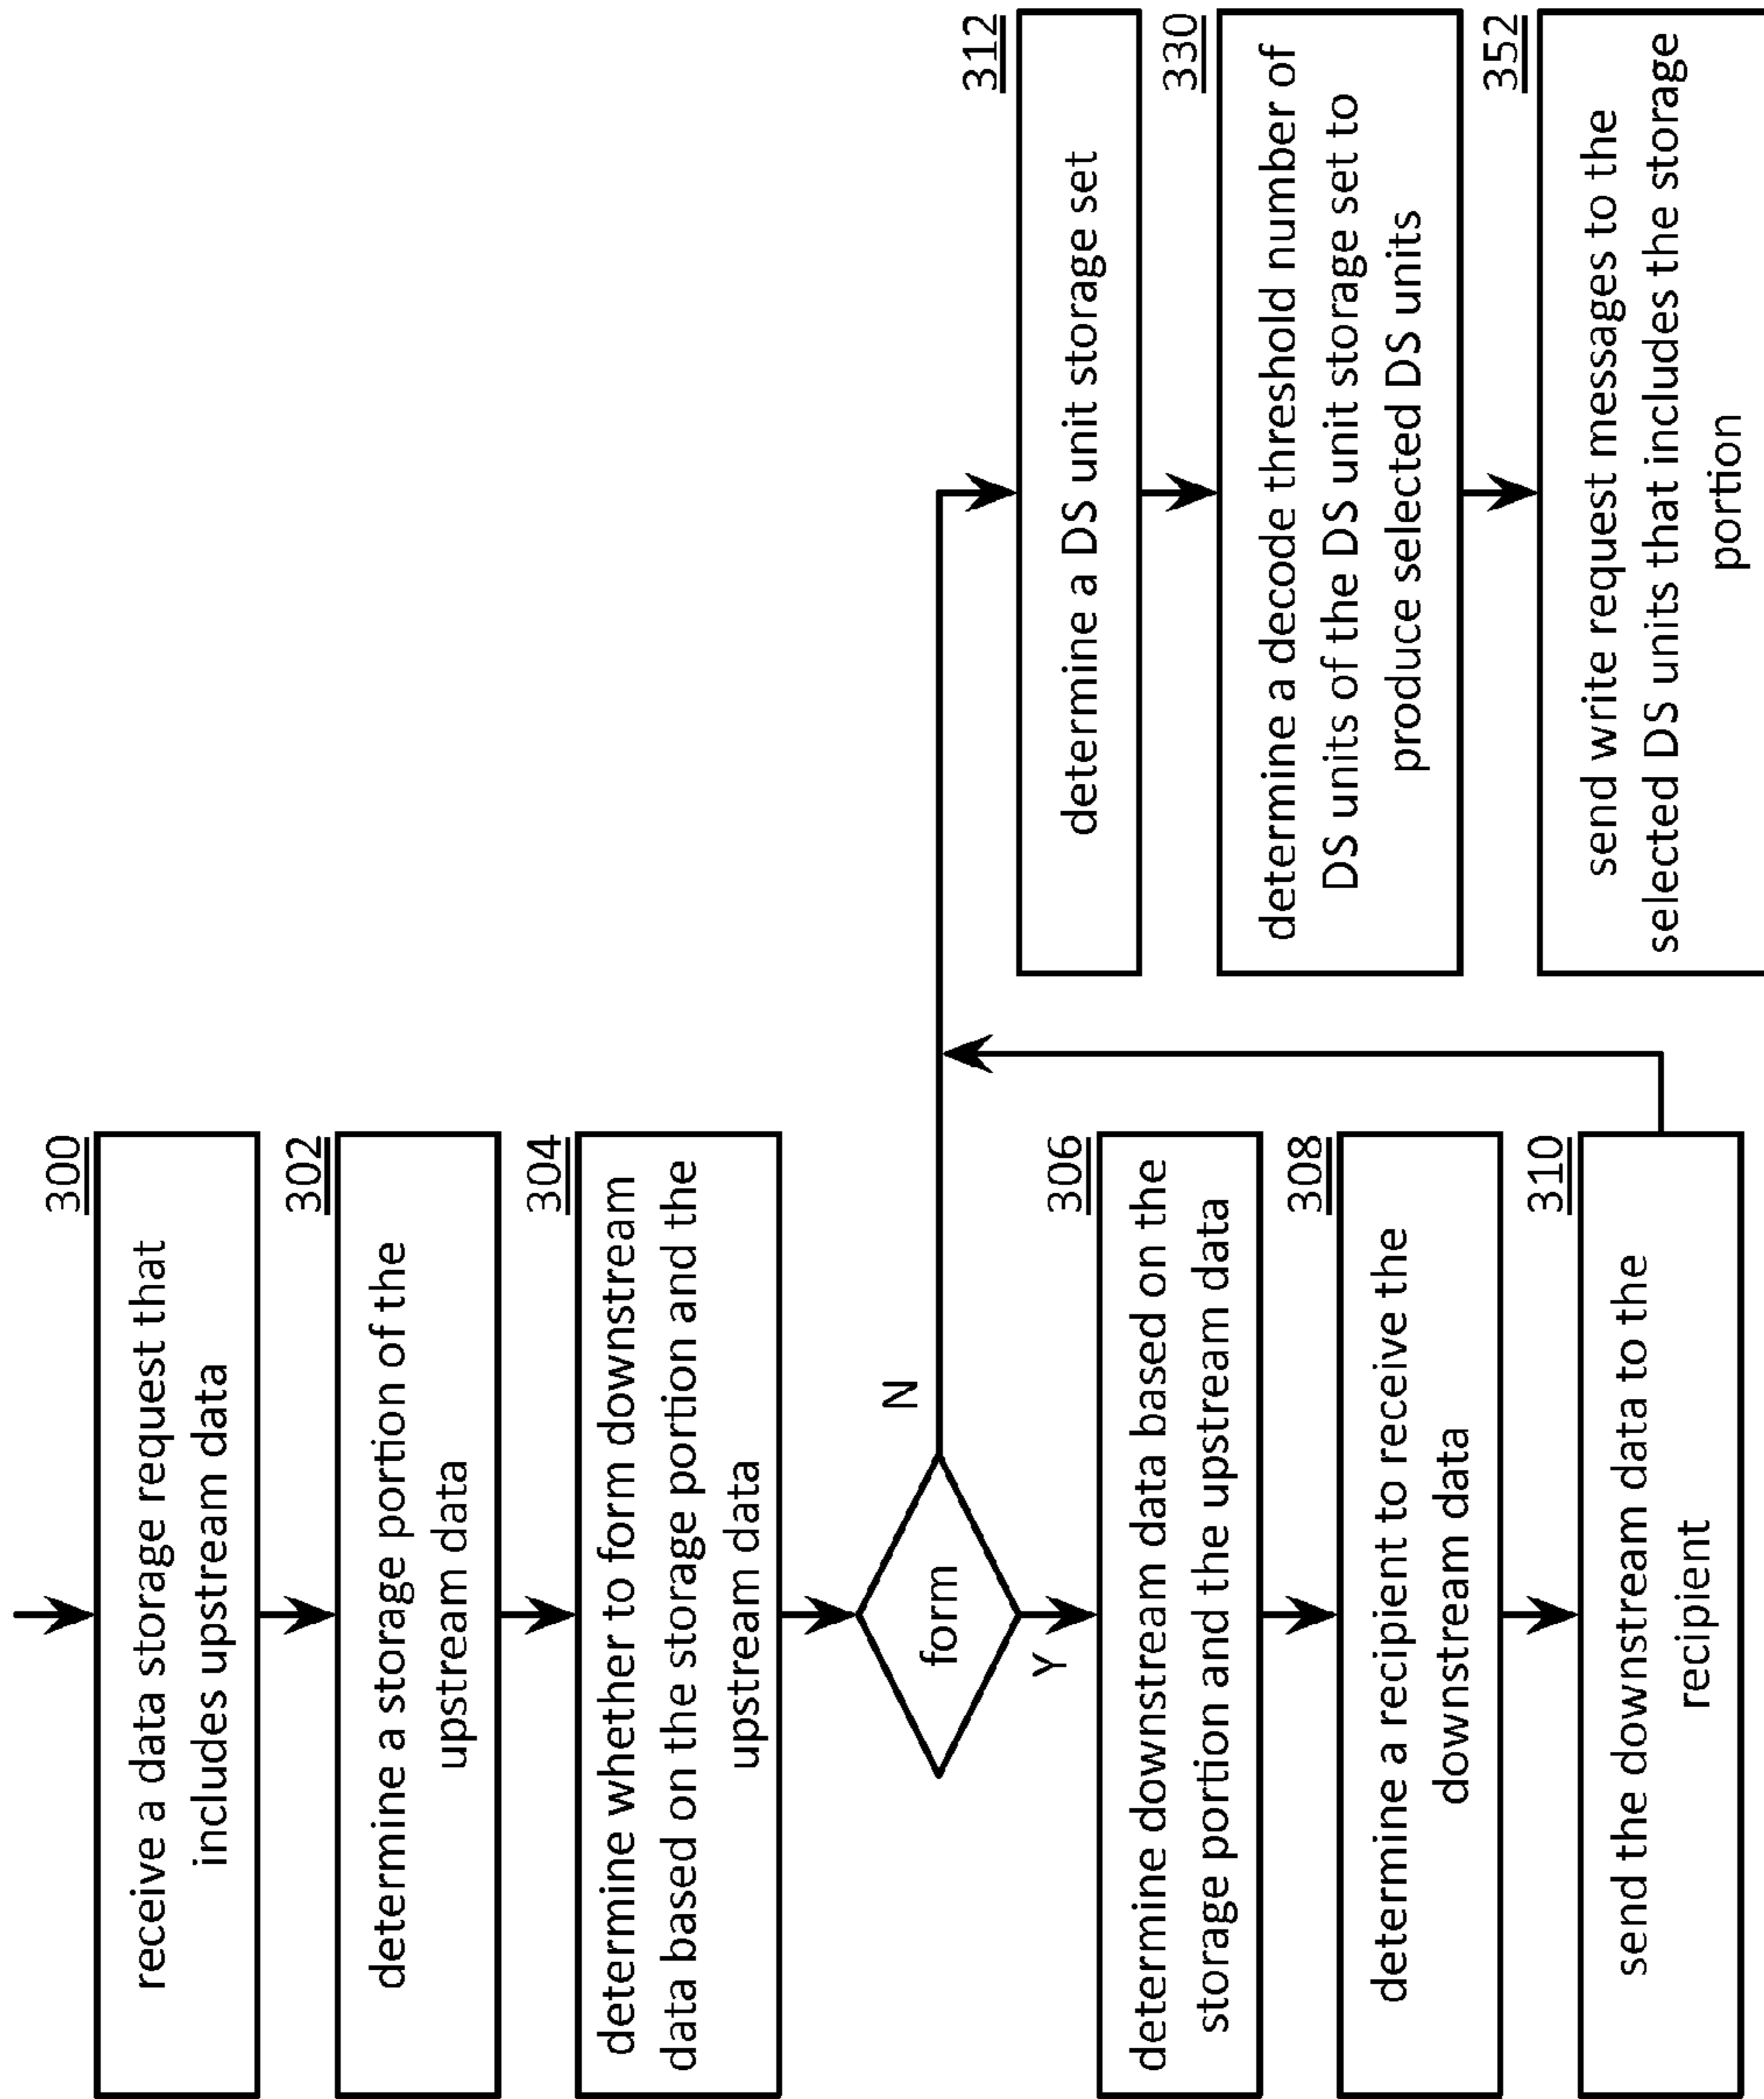 300
receive a data storage request that
includes upstream data
302
determine a storage portion of the
upstream data
304
determine whether to form downstream
data based on the storage portion and the
upstream data
form
N
Y
306
determine downstream data based on the
storage portion and the upstream data
308
determine a recipient to receive the
downstream data
310
send the downstream data to the
recipient
312
determine a DS unit storage set
330
determine a decode threshold number of
DS units of the DS unit storage set to
produce selected DS units
352
send write request messages to the
selected DS units that includes the storage
portion